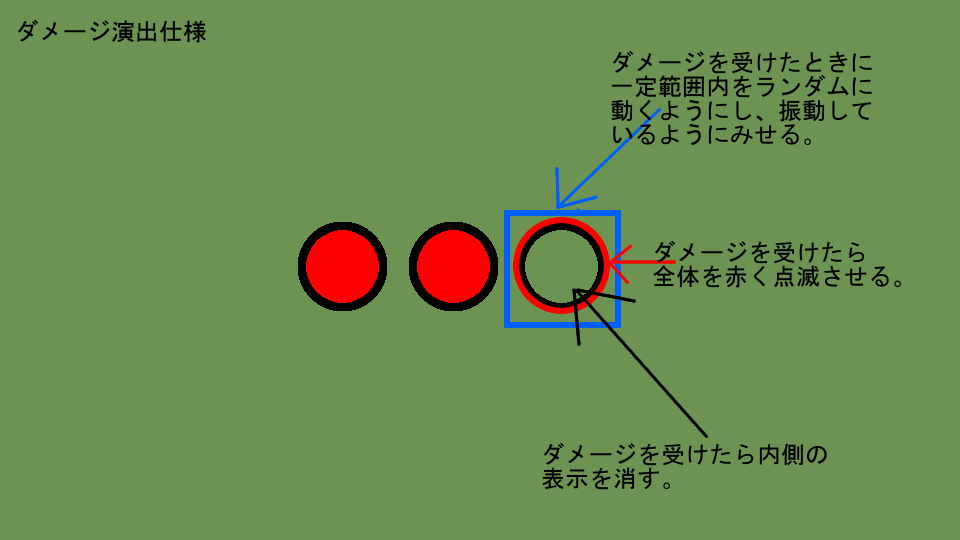 ダメージ演出仕様
ダメージを受けたときに
一定範囲内をランダムに
動くようにし、振動して
いるようにみせる。
ダメージを受けたら
全体を赤く点滅させる。
ダメージを受けたら内側の
表示を消す。